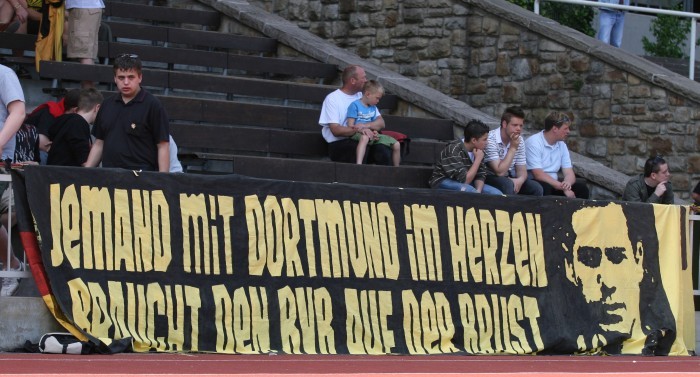 JEMAND MIT DORTMUND IM HERZEN
BRAUCHT DEN BVB AUF DER BRUST